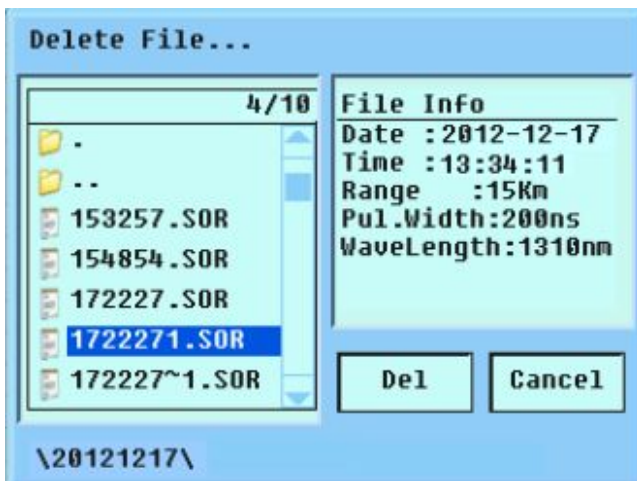 Delete File...
4/10
.
..
153257.SOR
154854.SOR
172227.SOR
1722271.SOR
172227~1.SOR
File Info
Date :2012-12-17
Time :13:34:11
Range :15Km
Pul.Width:200ns
WaveLength:1310nm
Del
Cancel
\20121217\